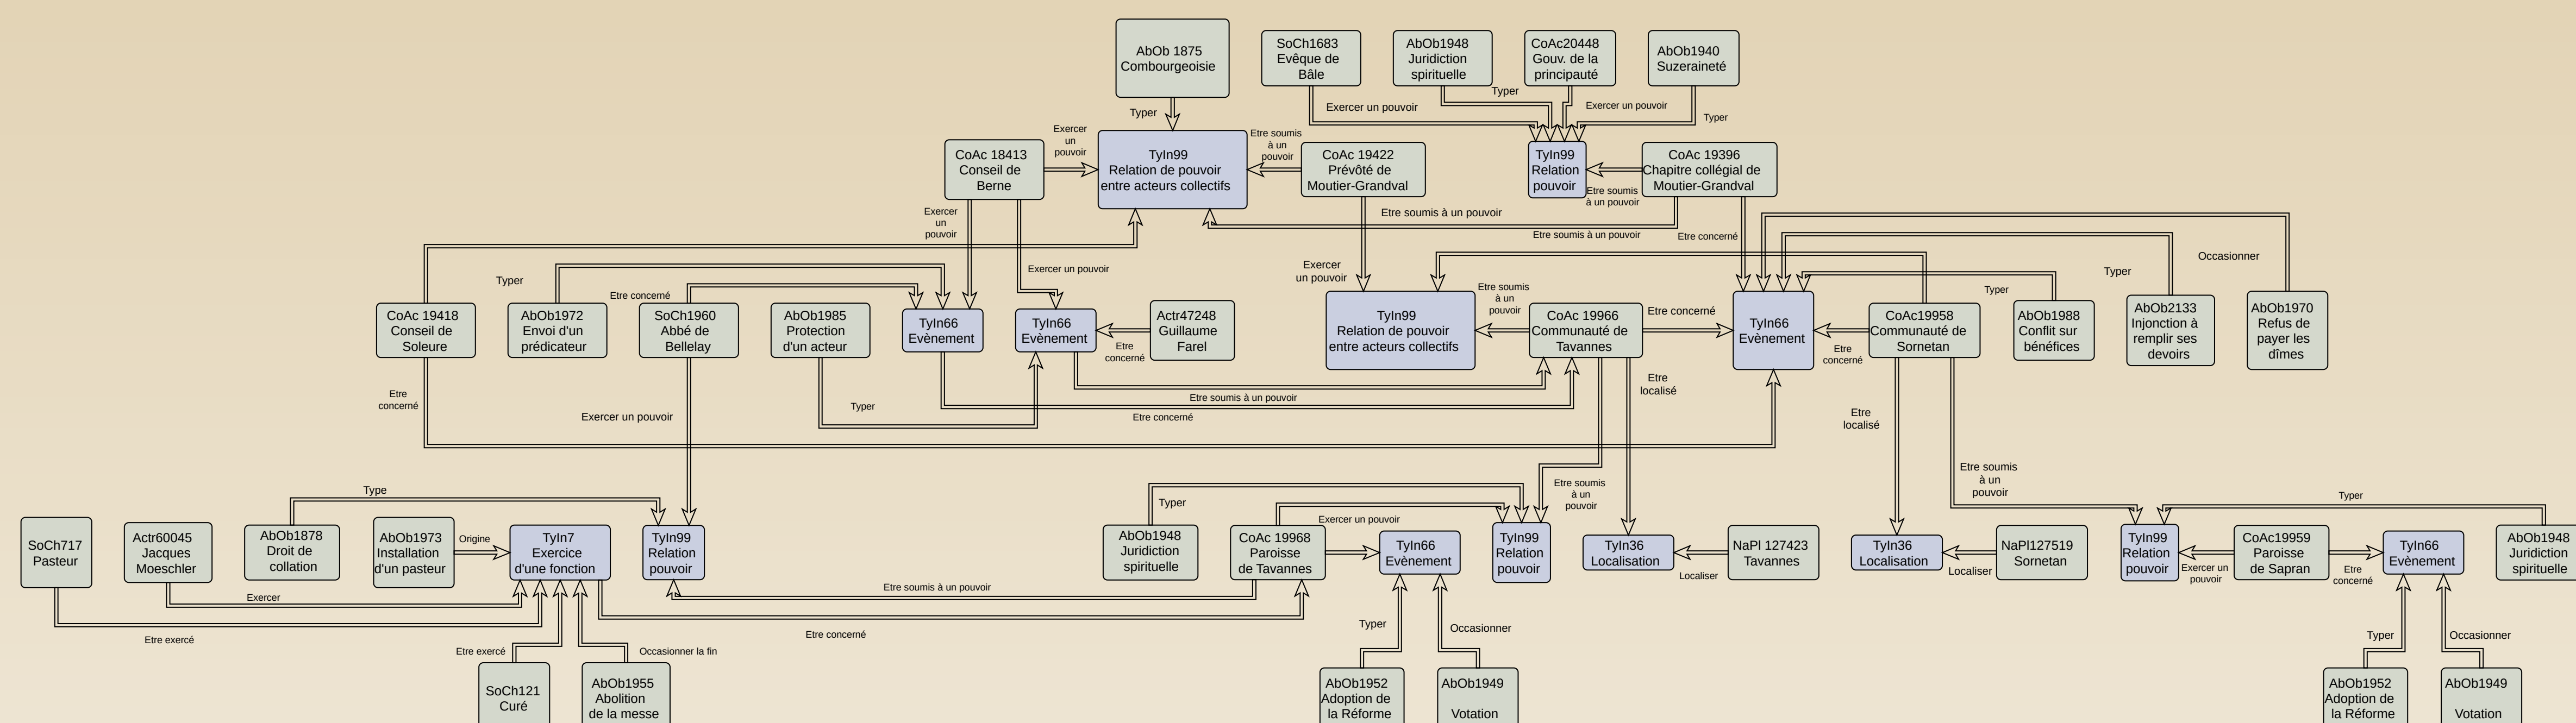 AbOb 1875
Combourgeoisie
SoCh1683
Evêque de
Bâle
AbOb1948
Juridiction
spirituelle
CoAc20448
Gouv. de la
principauté
AbOb1940
Suzeraineté
Typer
Exercer un pouvoir
Typer
Exercer un pouvoir
Typer
CoAc 18413
Conseil de
Berne
Exercer
un
pouvoir
TyIn99
Relation de pouvoir
entre acteurs collectifs
Etre soumis
à un
pouvoir
CoAc 19422
Prévôté de
Moutier-Grandval
TyIn99
Relation
pouvoir
Etre soumis
à un pouvoir
CoAc 19396
Chapitre collégial de
Moutier-Grandval
Exercer
un
pouvoir
Etre soumis à un pouvoir
Etre soumis à un pouvoir
Etre concerné
Typer
Etre concerné
Exercer un pouvoir
Exercer
un pouvoir
Occasionner
Typer
Typer
CoAc 19418
Conseil de
Soleure
AbOb1972
Envoi d'un
prédicateur
SoCh1960
Abbé de
Bellelay
AbOb1985
Protection
d'un acteur
TyIn66
Evènement
TyIn66
Evènement
Etre
concerné
Actr47248
Guillaume
Farel
TyIn99
Relation de pouvoir
entre acteurs collectifs
Etre soumis
à un
pouvoir
CoAc 19966
Communauté de
Tavannes
Etre concerné
TyIn66
Evènement
Etre
concerné
CoAc19958
Communauté de
Sornetan
AbOb1988
Conflit sur
bénéfices
AbOb2133
Injonction à
remplir ses
devoirs
AbOb1970
Refus de
payer les
dîmes
Etre
concerné
Exercer un pouvoir
Typer
Etre soumis à un pouvoir
Etre concerné
Etre
localisé
Etre
localisé
Type
Etre soumis
à un
pouvoir
Etre soumis
à un
pouvoir
Typer
SoCh717
Pasteur
Actr60045
Jacques
Moeschler
AbOb1878
Droit de
collation
AbOb1973
Installation
d'un pasteur
Origine
TyIn7
Exercice
d'une fonction
TyIn99
Relation
pouvoir
Typer
AbOb1948
Juridiction
spirituelle
CoAc 19968
Paroisse
de Tavannes
Exercer un pouvoir
TyIn66
Evènement
TyIn99
Relation
pouvoir
TyIn36
Localisation
Localiser
NaPl 127423
Tavannes
TyIn36
Localisation
Localiser
NaPl127519
Sornetan
TyIn99
Relation
pouvoir
Exercer un
pouvoir
CoAc19959
Paroisse
de Sapran
Etre
concerné
TyIn66
Evènement
AbOb1948
Juridiction
spirituelle
Exercer
Etre soumis à un pouvoir
Etre exercé
Etre concerné
Etre exercé
Occasionner la fin
Typer
Occasionner
Typer
Occasionner
SoCh121
Curé
AbOb1955
Abolition
de la messe
AbOb1952
Adoption de
la Réforme
AbOb1949
Votation
AbOb1952
Adoption de
la Réforme
AbOb1949
Votation